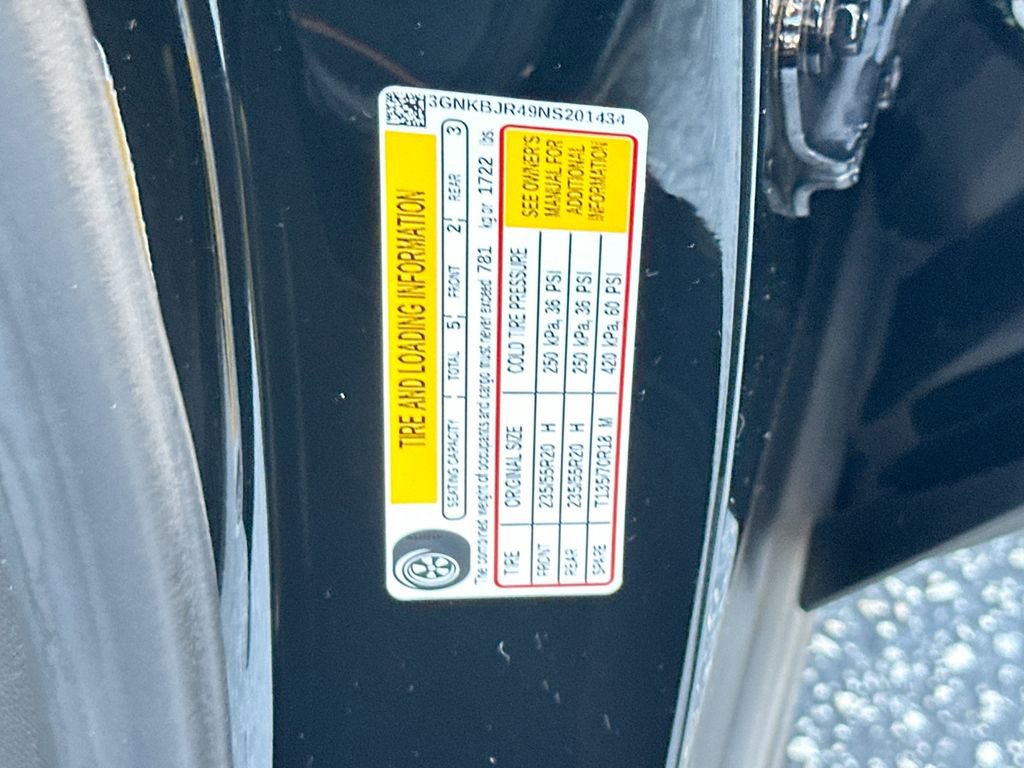 3GNKBJR49NS201434
TIRE AND LOADING INFORMATION
SEATING CAPACITY TOTAL 5 FRONT 2 REAR 3
The combined weight of occupants and cargo must never exceed 781 kg or 1722 lbs.
TIRE ORIGINAL SIZE COLD TIRE PRESSURE
FRONT 235/55R20 H 250 kPa, 36 PSI
REAR 235/55R20 H 250 kPa, 36 PSI
SPARE T135/70R18 M 420 kPa, 60 PSI
SEE OWNER'S
MANUAL FOR
ADDITIONAL
INFORMATION